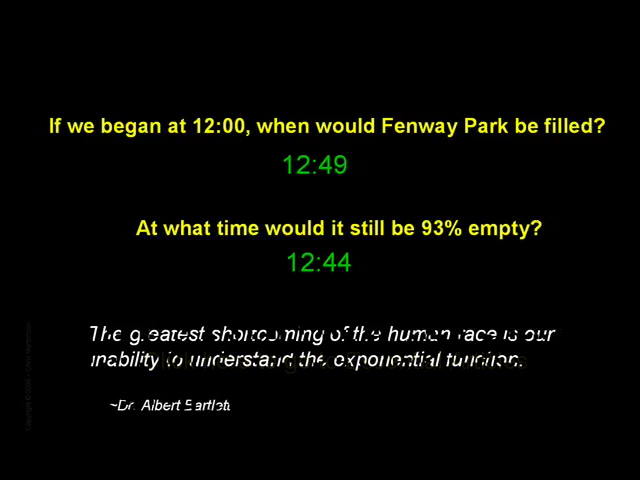 If we began at 12:00, when would Fenway Park be filled?
12:49
At what time would it still be 93% empty?
12:44
The greatest shortcoming of the human race is our
inability to understand the exponential function.
~Dr. Albert Bartlett